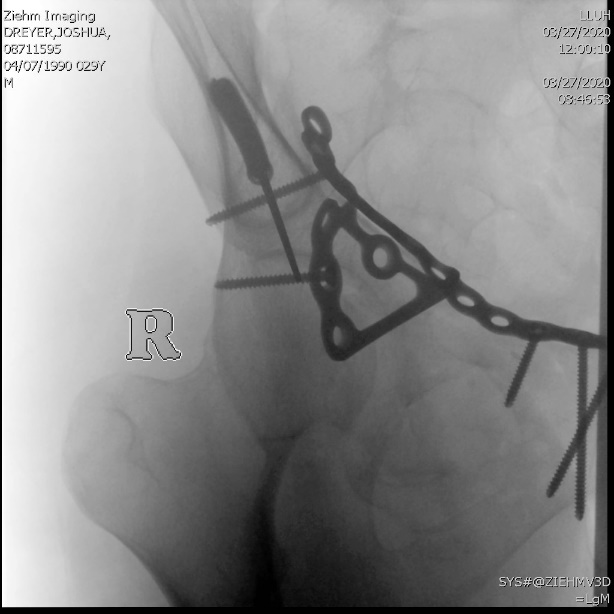 Ziehm Imaging
DREYER,JOSHUA,
08711595
04/07/1990 029Y
M
LLUH
03/27/2020
12:00:10
03/27/2020
03:46:53
R
SYS#@ZIEHMV3D
=LgM